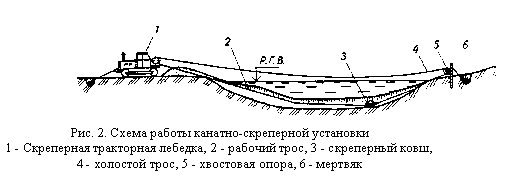 1 2 Р.Г.В. 3 4 5 6
Рис. 2. Схема работы канатно-скреперной установки
1 - Скреперная тракторная лебедка, 2 - рабочий трос, 3 - скреперный ковш,
4 - холостой трос, 5 - хвостовая опора, 6 - мертвяк